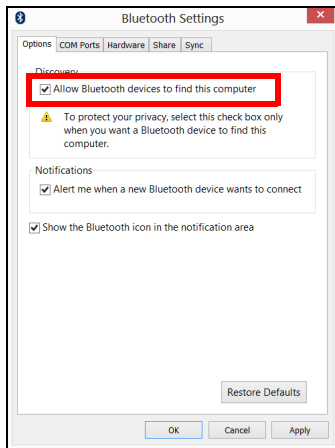 Bluetooth Settings
Options COM Ports Hardware Share Sync
Discovery
Allow Bluetooth devices to find this computer
To protect your privacy, select this check box only
when you want a Bluetooth device to find this
computer.
Notifications
Alert me when a new Bluetooth device wants to connect
Show the Bluetooth icon in the notification area
Restore Defaults
OK Cancel Apply